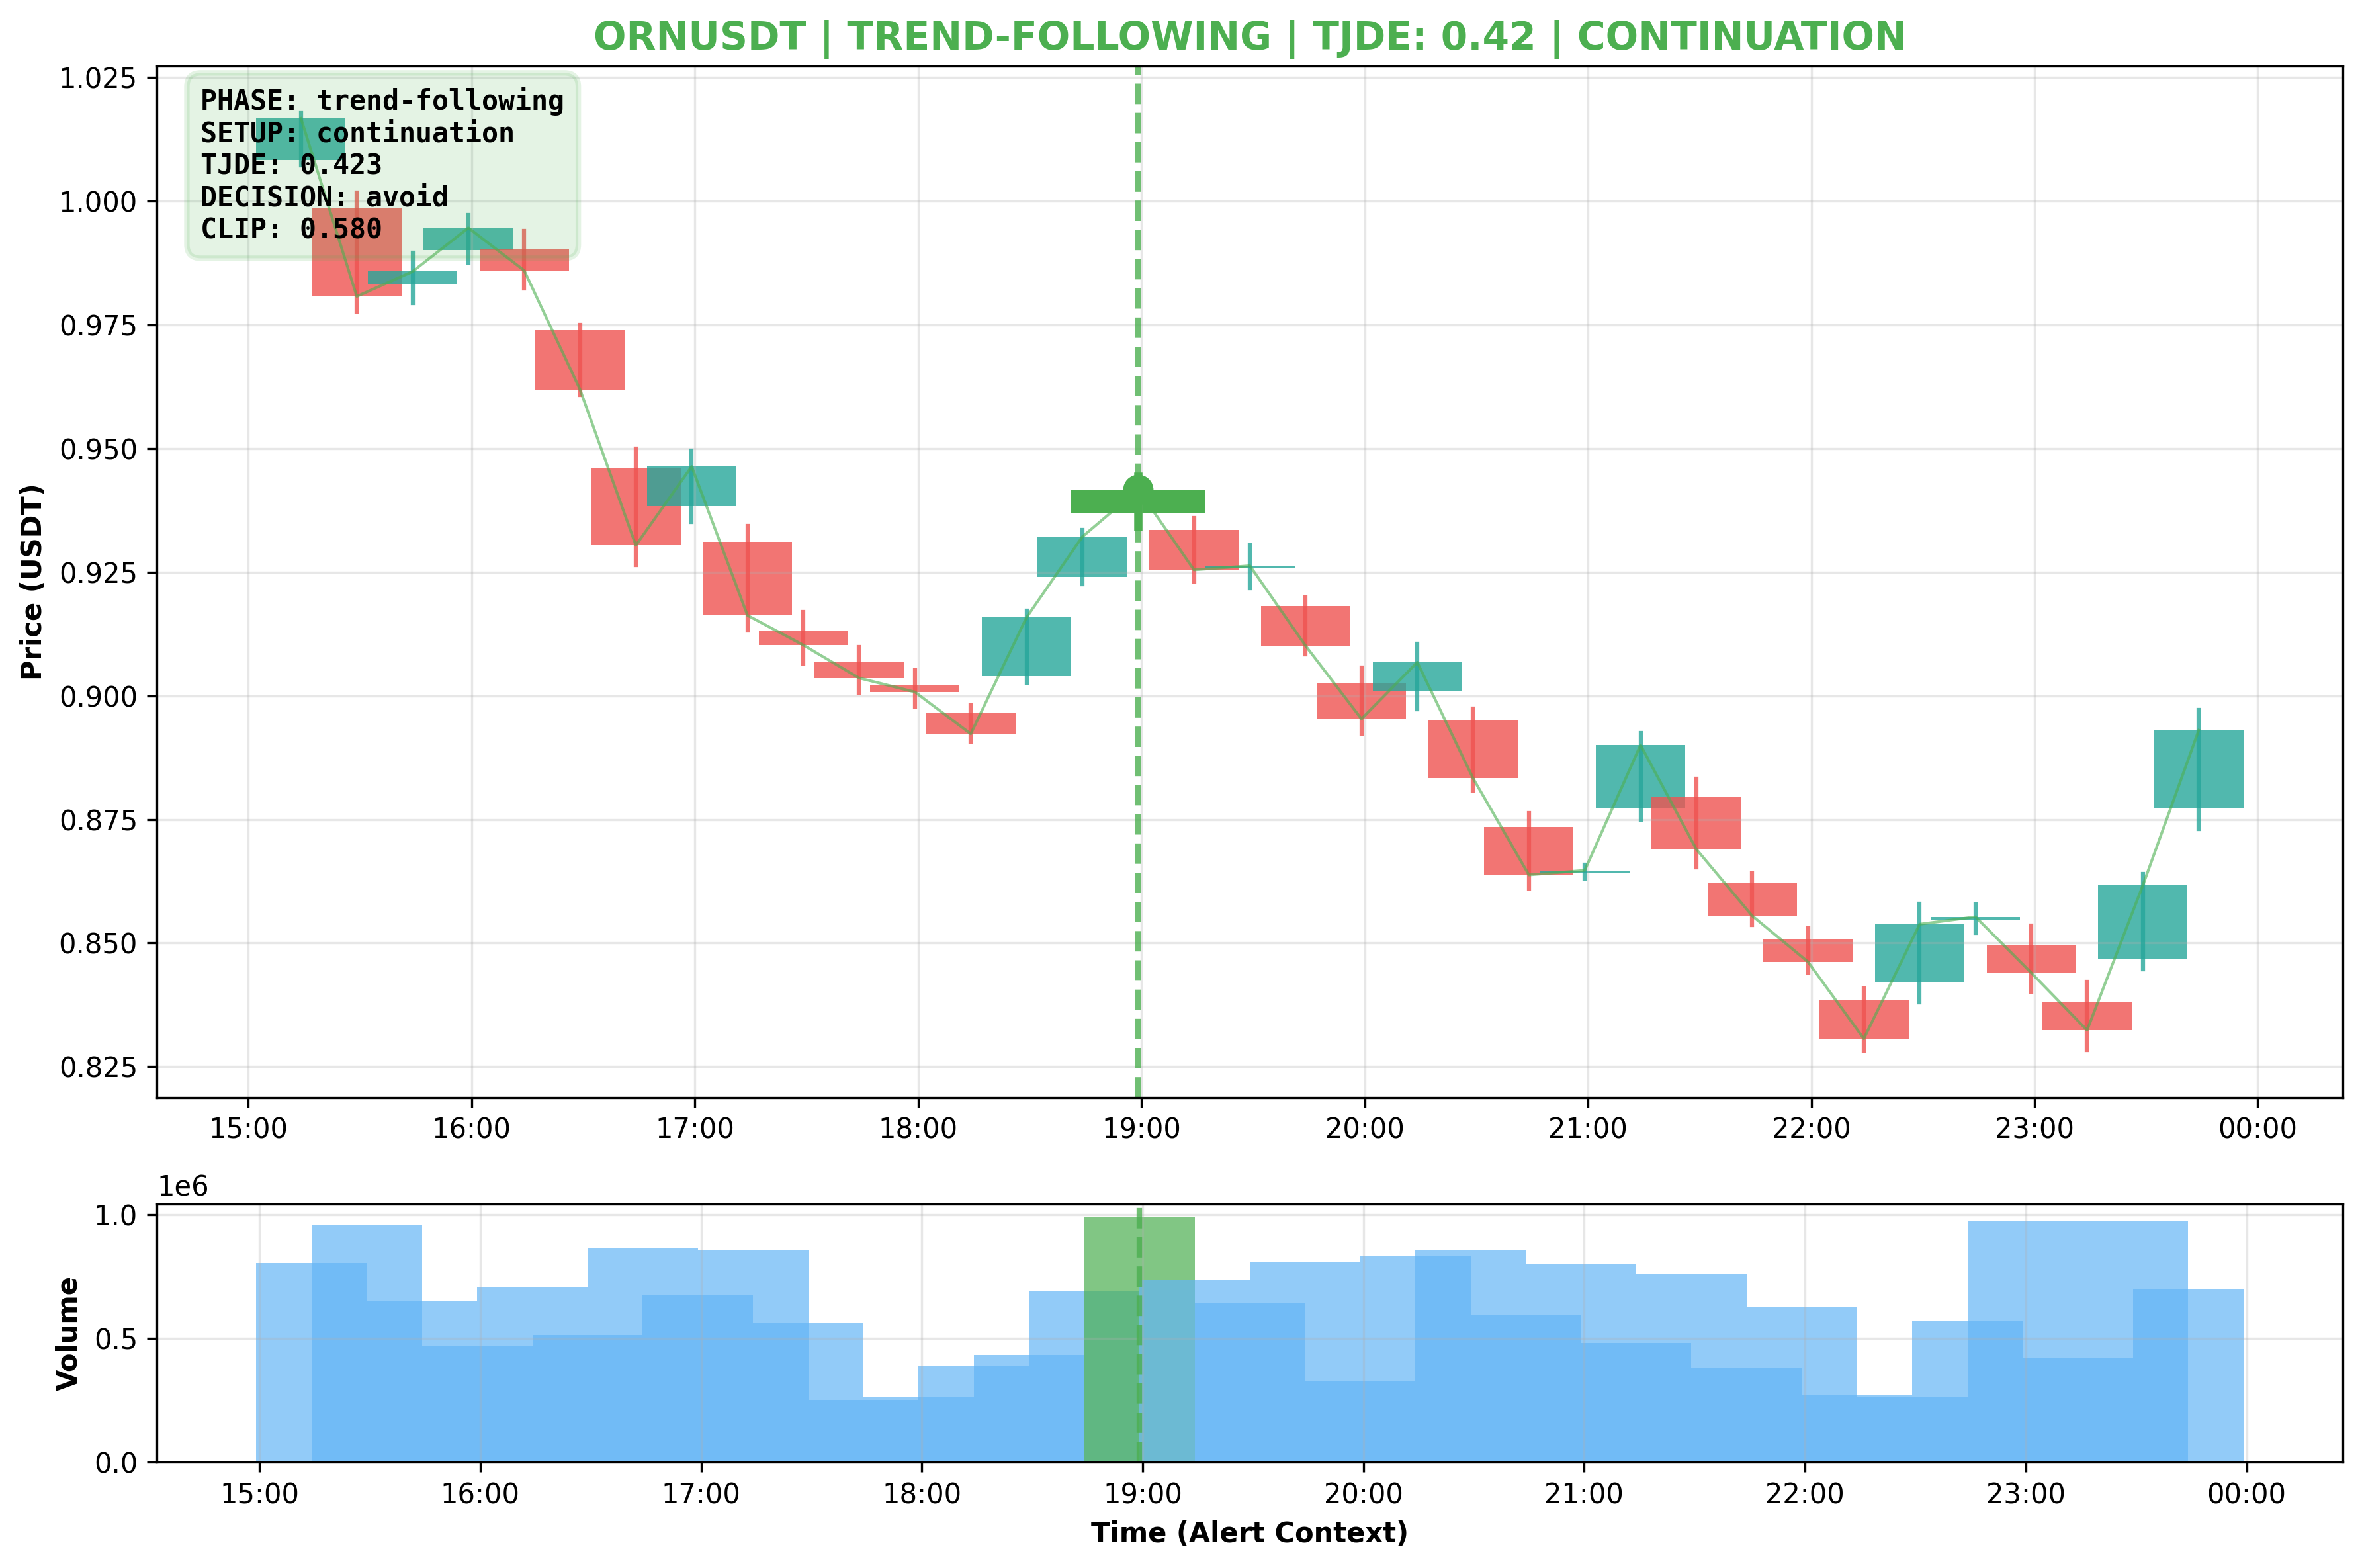 ORNUSDT | TREND-FOLLOWING | TJDE: 0.42 | CONTINUATION
PHASE: trend-following
SETUP: continuation
TJDE: 0.423
DECISION: avoid
CLIP: 0.580
Price (USDT)
1.025
1.000
0.975
0.950
0.925
0.900
0.875
0.850
0.825
15:00 16:00 17:00 18:00 19:00 20:00 21:00 22:00 23:00 00:00
1e6
Volume
1.0
0.5
0.0
15:00 16:00 17:00 18:00 19:00 20:00 21:00 22:00 23:00 00:00
Time (Alert Context)